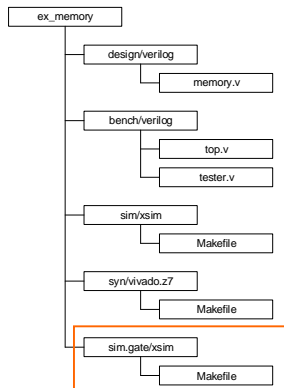 ex_memory
design/verilog
memory.v
bench/verilog
top.v
tester.v
sim/xsim
Makefile
syn/vivado.z7
Makefile
sim.gate/xsim
Makefile